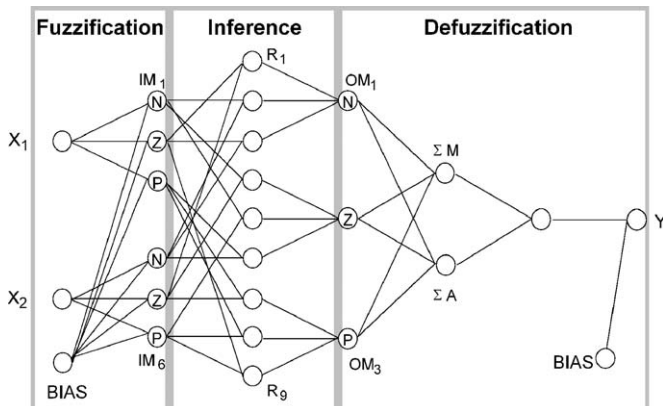 Fuzzification
Inference
Defuzzification
IM1
R1
OM1
N
N
X1
Z
ΣM
P
Z
Y
N
ΣA
X2
Z
P
P
IM6
OM3
BIAS
BIAS
R9